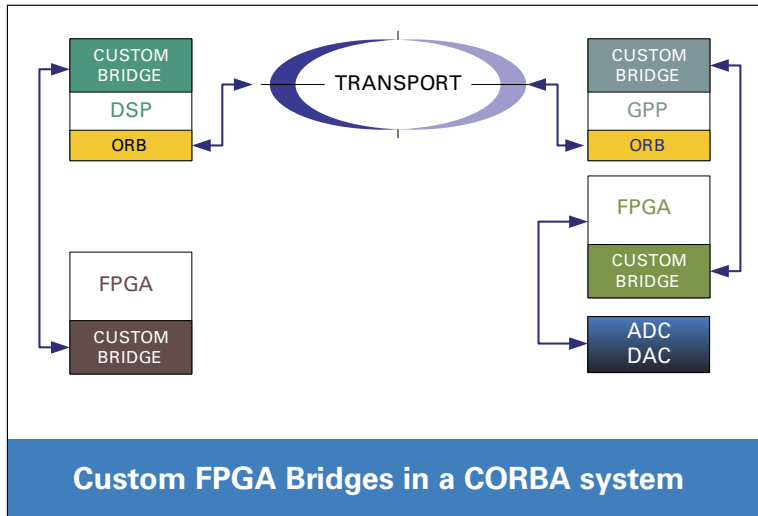 CUSTOM
BRIDGE
DSP
ORB
TRANSPORT
CUSTOM
BRIDGE
GPP
ORB
FPGA
CUSTOM
BRIDGE
FPGA
CUSTOM
BRIDGE
ADC
DAC
Custom FPGA Bridges in a CORBA system